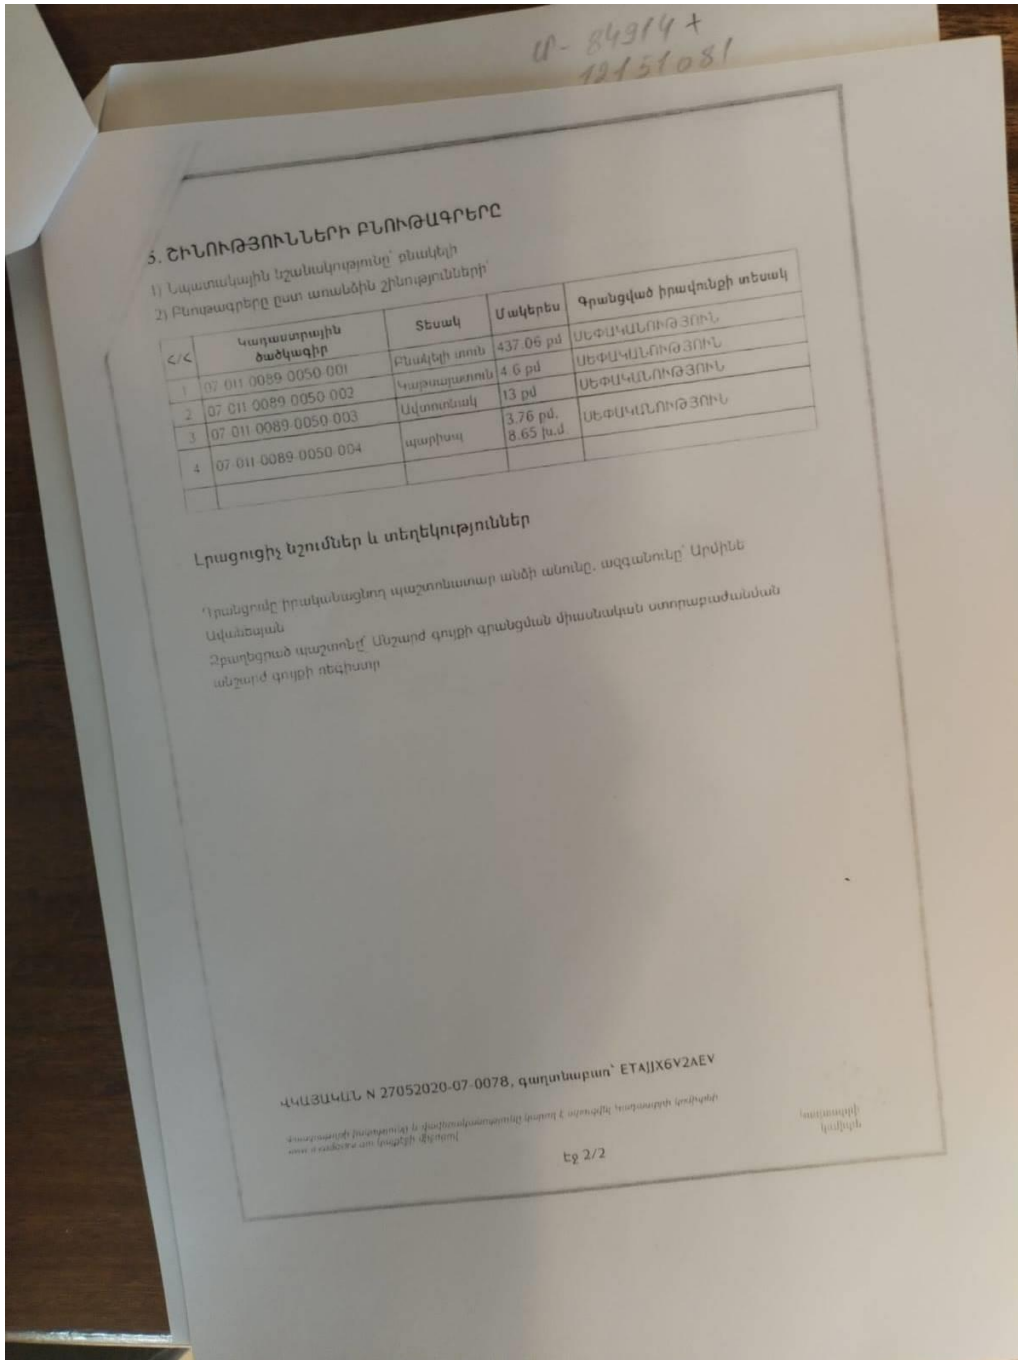 Մ- 84914 +
12151081
5. ՇԻՆՈՒԹՅՈՒՆՆԵՐԻ ԲՆՈՒԹԱԳՐԵՐԸ
1) Նպատակային նշանակությունը՝ բնակելի
2) Բնութագրերը ըստ առանձին շինությունների՝
Հ/Հ Կադաստրային ծածկագիր Տեսակ Մակերես Գրանցված իրավունքի տեսակ
1 07-011-0089-0050-001 Բնակելի տուն 437.06 քմ ՍԵՓԱԿԱՆՈՒԹՅՈՒՆ
2 07-011-0089-0050-002 Կաթսայատուն 4.6 քմ ՍԵՓԱԿԱՆՈՒԹՅՈՒՆ
3 07-011-0089-0050-003 Ավտոտնակ 13 քմ ՍԵՓԱԿԱՆՈՒԹՅՈՒՆ
4 07-011-0089-0050-004 պարիսպ 3.76 քմ, 8.65 խ.մ ՍԵՓԱԿԱՆՈՒԹՅՈՒՆ
Լրացուցիչ նշումներ և տեղեկություններ
Գրանցումը իրականացնող պաշտոնատար անձի անունը, ազգանունը՝ Արմինե
Ավանեսյան
Զբաղեցրած պաշտոնը՝ Անշարժ գույքի գրանցման միասնական ստորաբաժանման
անշարժ գույքի ռեգիստր
ՎԿԱՅԱԿԱՆ N 27052020-07-0078, գաղտնաբառ՝ ETAJJX6V2AEV
Կադաստրի
կոմիտե
Էջ 2/2